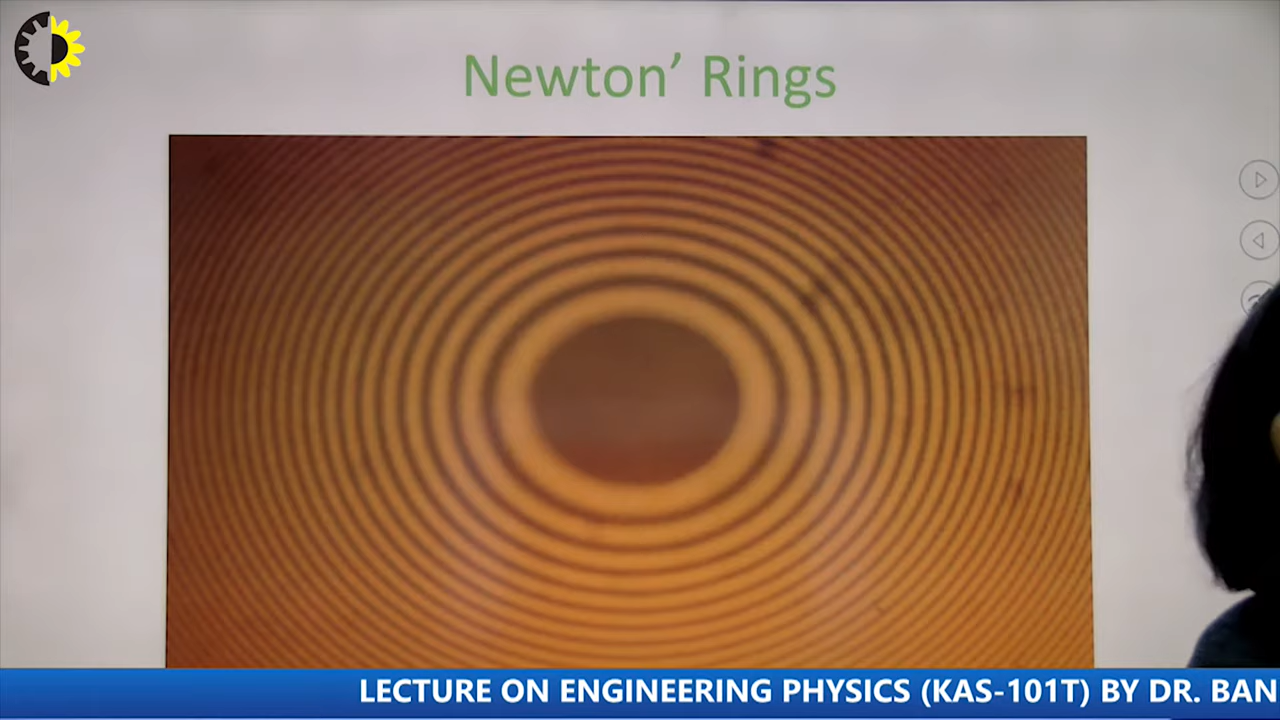 Newton’ Rings
LECTURE ON ENGINEERING PHYSICS (KAS-101T) BY DR. BAN